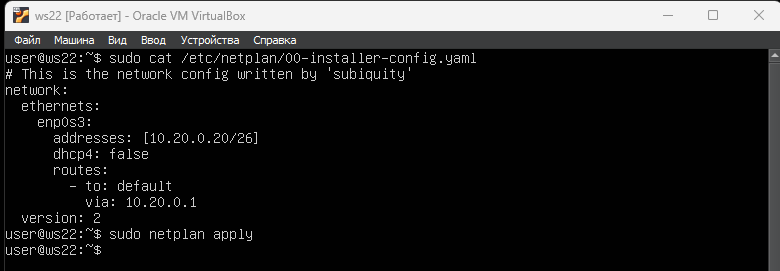 ws22 [Работает] - Oracle VM VirtualBox
Файл Машина Вид Ввод Устройства Справка
user@ws22:~$ sudo cat /etc/netplan/00-installer-config.yaml
# This is the network config written by 'subiquity'
network:
  ethernets:
    enp0s3:
      addresses: [10.20.0.20/26]
      dhcp4: false
      routes:
        - to: default
          via: 10.20.0.1
  version: 2
user@ws22:~$ sudo netplan apply
user@ws22:~$